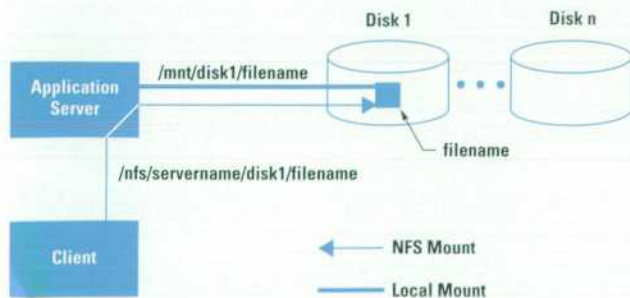 Disk 1
Disk n
/mnt/disk1/filename
Application
Server
filename
/nfs/servername/disk1/filename
Client
NFS Mount
Local Mount